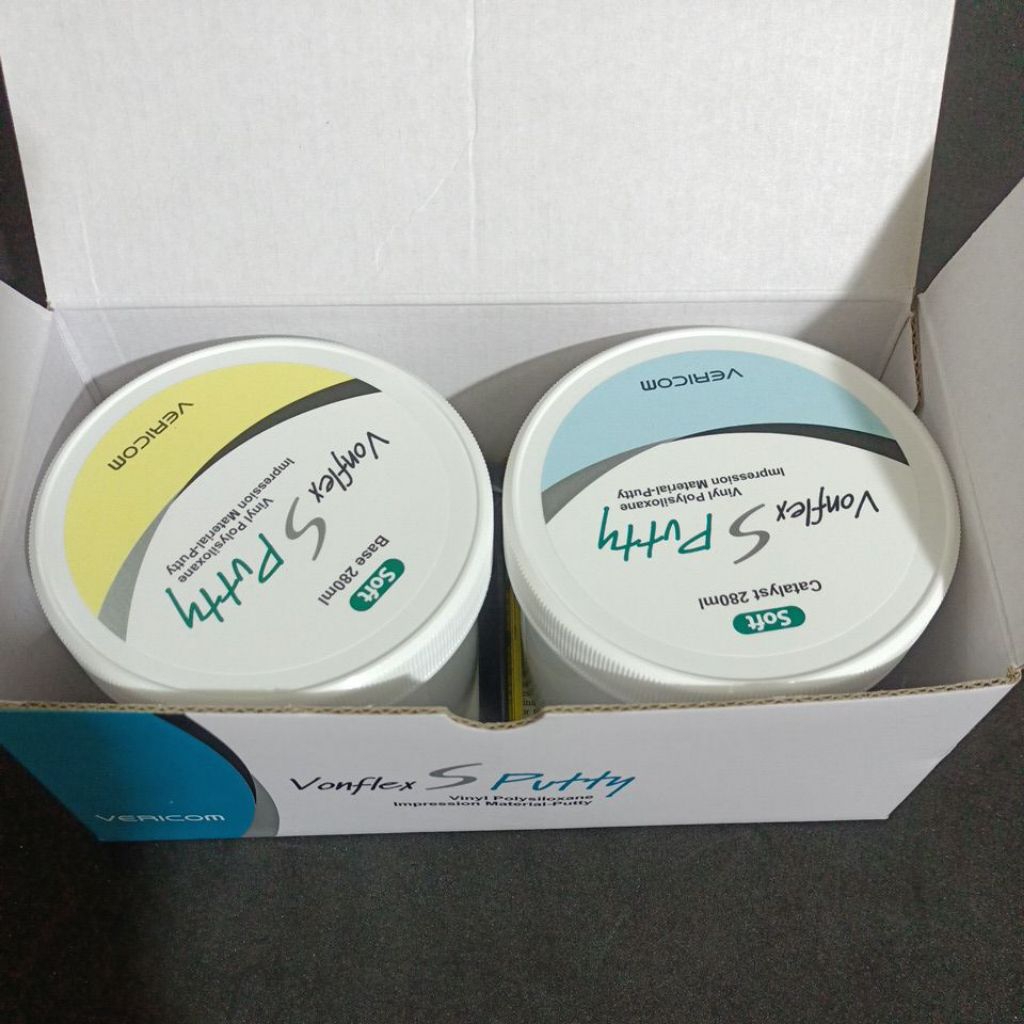 VERICOM
Vonflex S Putty
Vinyl Polysiloxane
Impression Material-Putty
Base 280ml
Soft
VERICOM
Vonflex S Putty
Vinyl Polysiloxane
Impression Material-Putty
Catalyst 280ml
Soft
Vonflex S Putty
Vinyl Polysiloxane
Impression Material-Putty
VERICOM